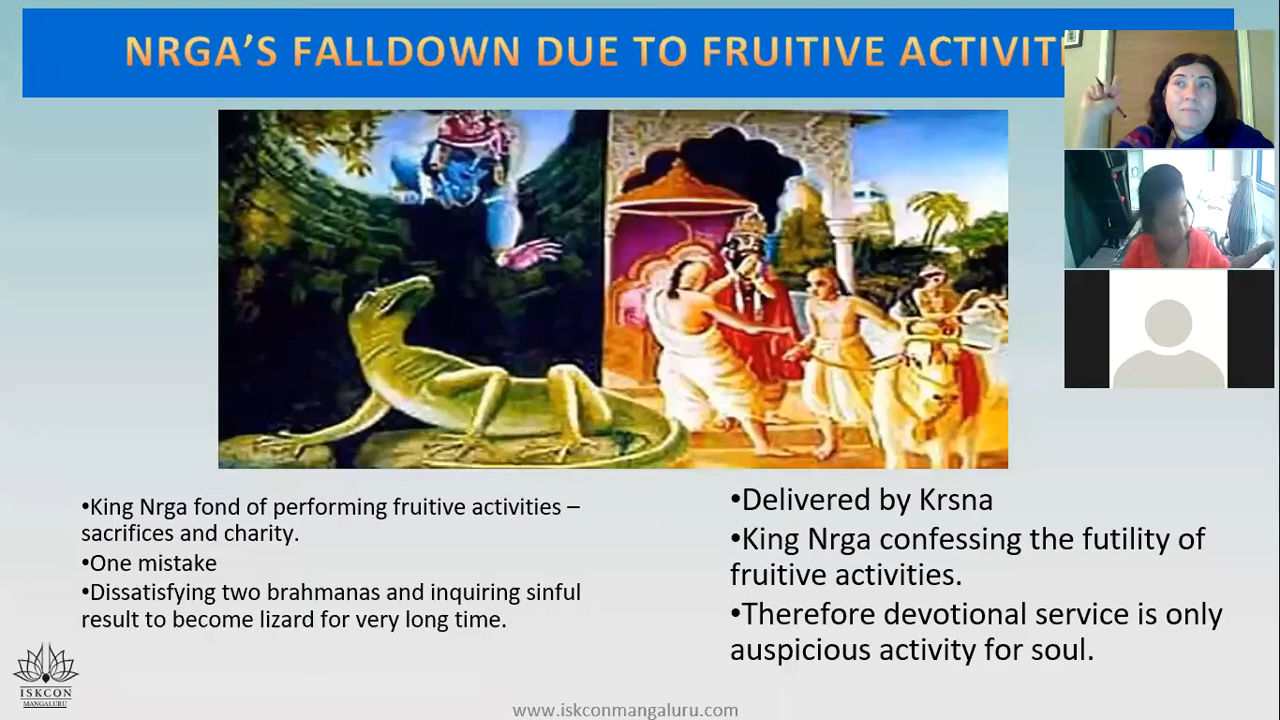 NRGA'S FALLDOWN DUE TO FRUITIVE ACTIVITI
•King Nrga fond of performing fruitive activities –
sacrifices and charity.
•One mistake
•Dissatisfying two brahmanas and inquiring sinful
result to become lizard for very long time.
•Delivered by Krsna
•King Nrga confessing the futility of
fruitive activities.
•Therefore devotional service is only
auspicious activity for soul.
ISKCON
MANGALURU
www.iskconmangaluru.com